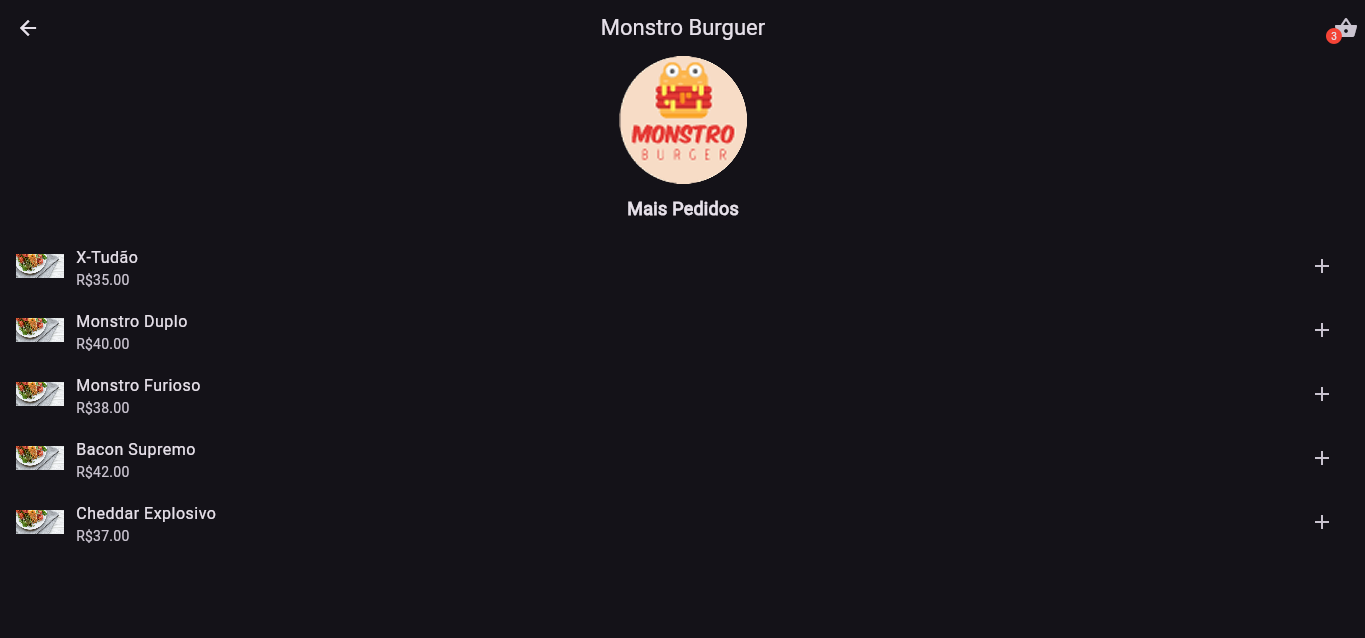 Monstro Burguer
3
MONSTRO
BURGER
Mais Pedidos
X-Tudão
R$35.00
Monstro Duplo
R$40.00
Monstro Furioso
R$38.00
Bacon Supremo
R$42.00
Cheddar Explosivo
R$37.00